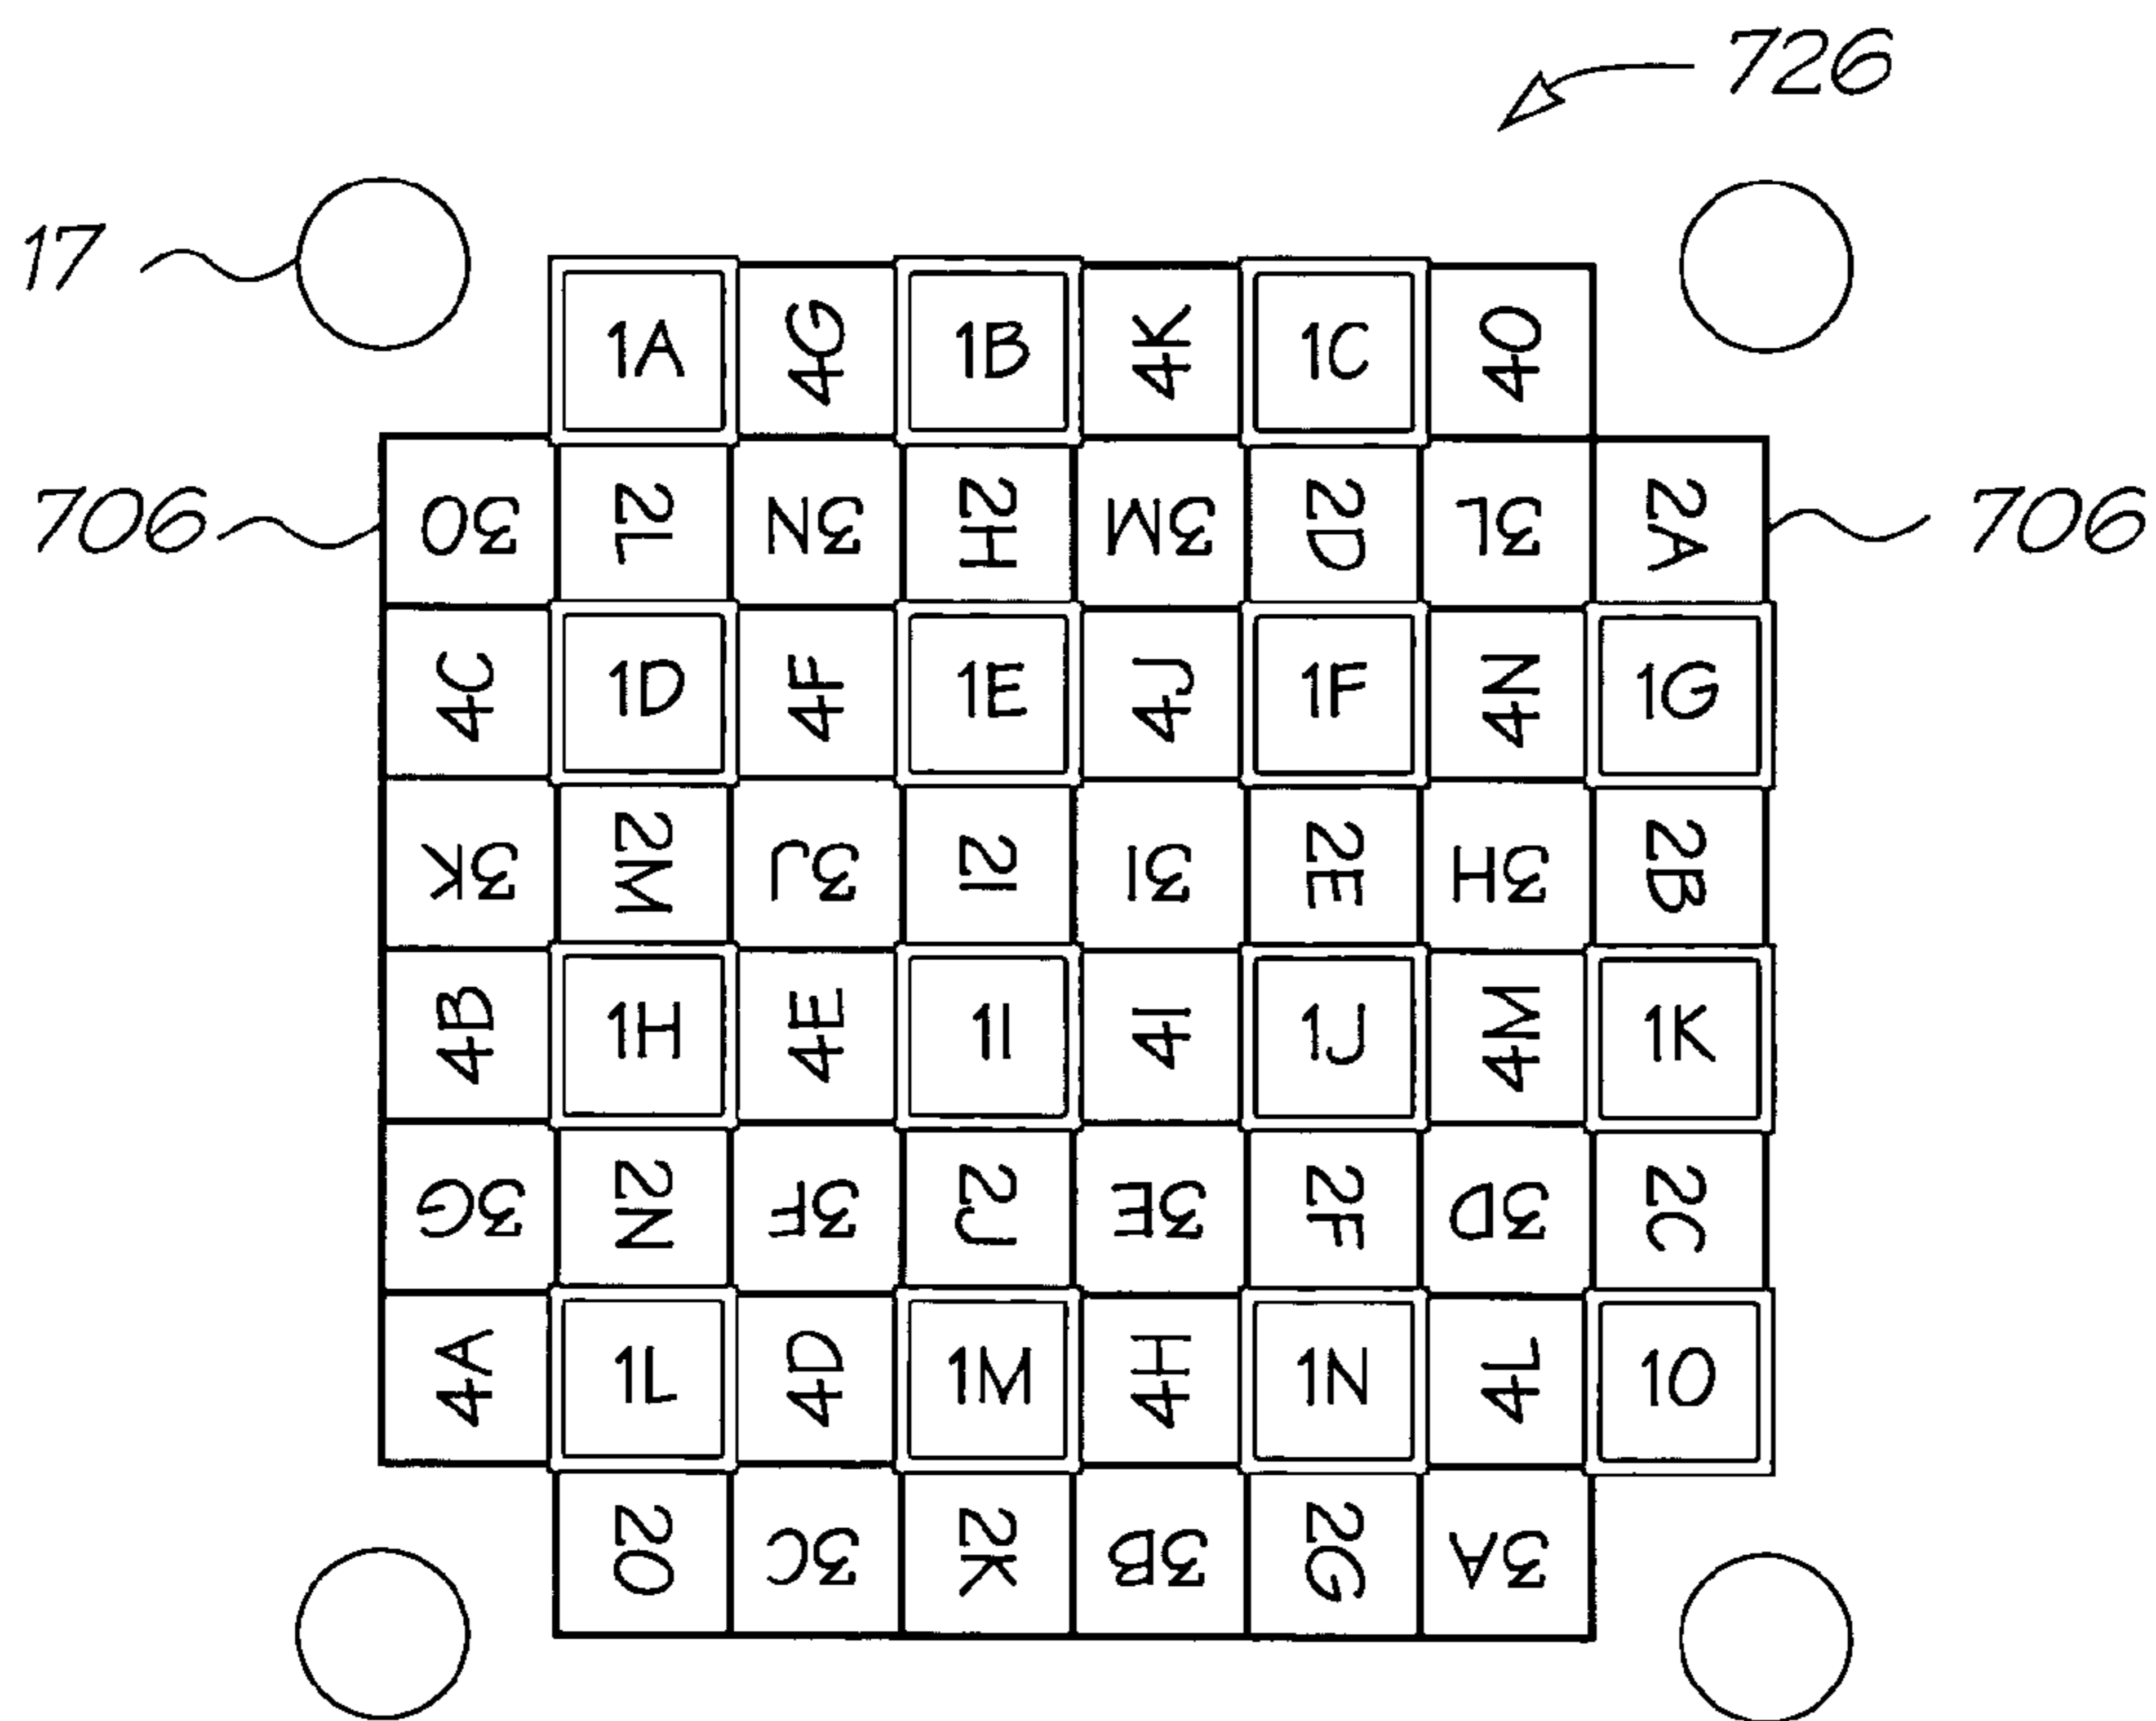 726
17
1A 4G 1B 4K 1C 4O
706 3O 2L 3N 2H 3M 2D 3L 2A 706
4C 1D 4F 1E 4J 1F 4N 1G
3K 2M 3J 2I 3I 2E 3H 2B
4B 1H 4E 1I 4I 1J 4M 1K
3G 2N 3F 2J 3E 2F 3D 2C
4A 1L 4D 1M 4H 1N 4L 1O
2O 3C 2K 3B 2G 3A